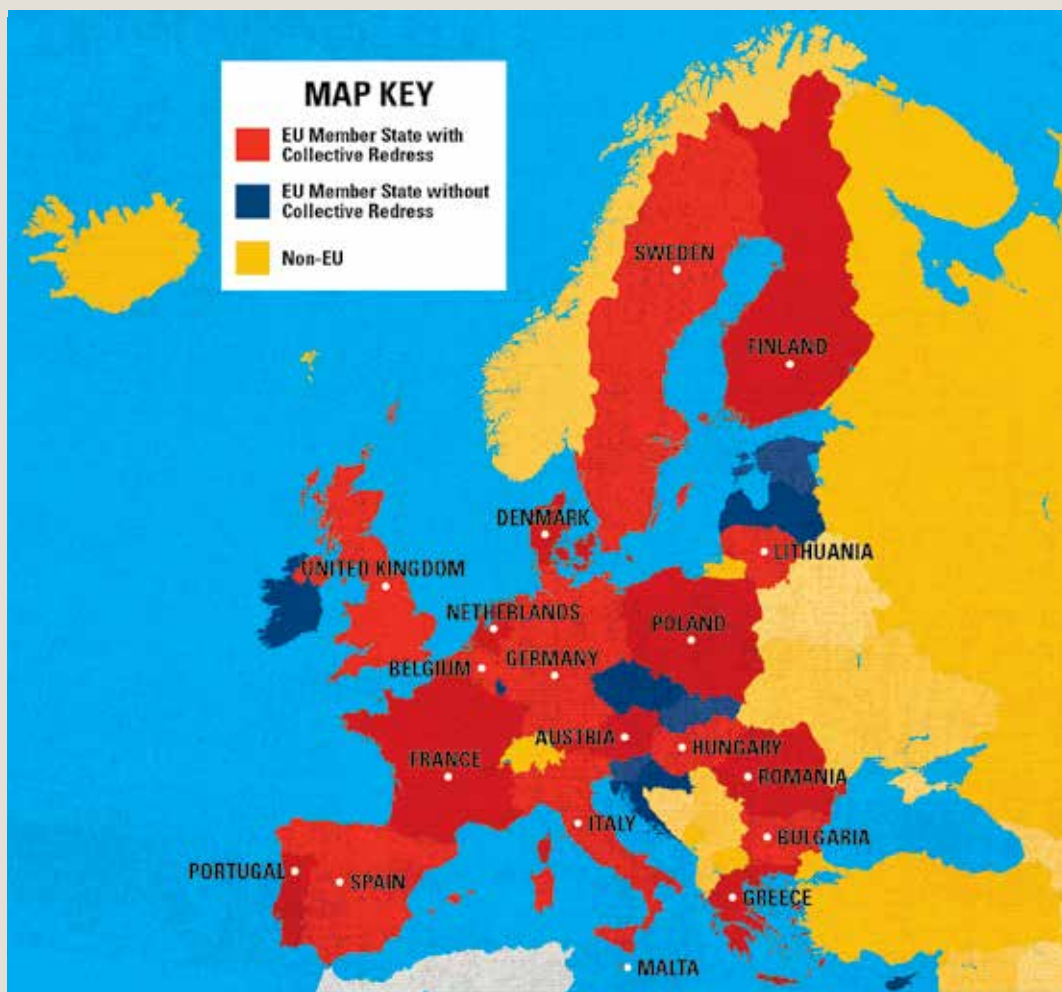 MAP KEY
EU Member State with
Collective Redress
EU Member State without
Collective Redress
Non-EU
SWEDEN
FINLAND
DENMARK
LITHUANIA
UNITED KINGDOM
NETHERLANDS
POLAND
BELGIUM
GERMANY
AUSTRIA
HUNGARY
FRANCE
ROMANIA
ITALY
BULGARIA
PORTUGAL
SPAIN
GREECE
MALTA